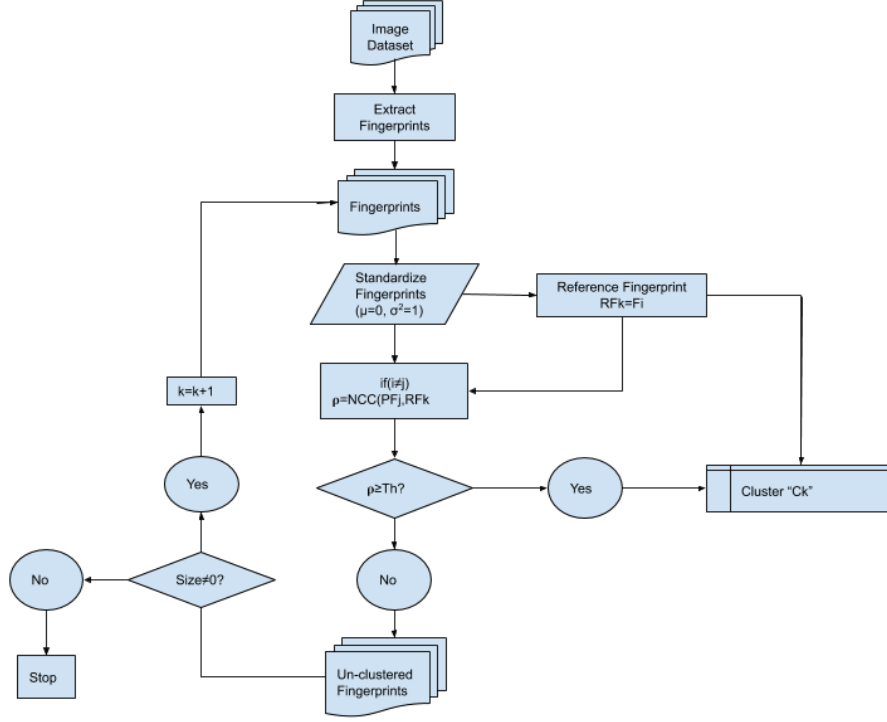 Image
Dataset
Extract
Fingerprints
Fingerprints
Standardize
Fingerprints
(μ=0, σ²=1)
Reference Fingerprint
RFk=Fi
if(i≠j)
ρ=NCC(PFj,RFk
k=k+1
Yes
ρ≥Th?
Yes
Cluster “Ck”
No
Size≠0?
No
Stop
Un-clustered
Fingerprints